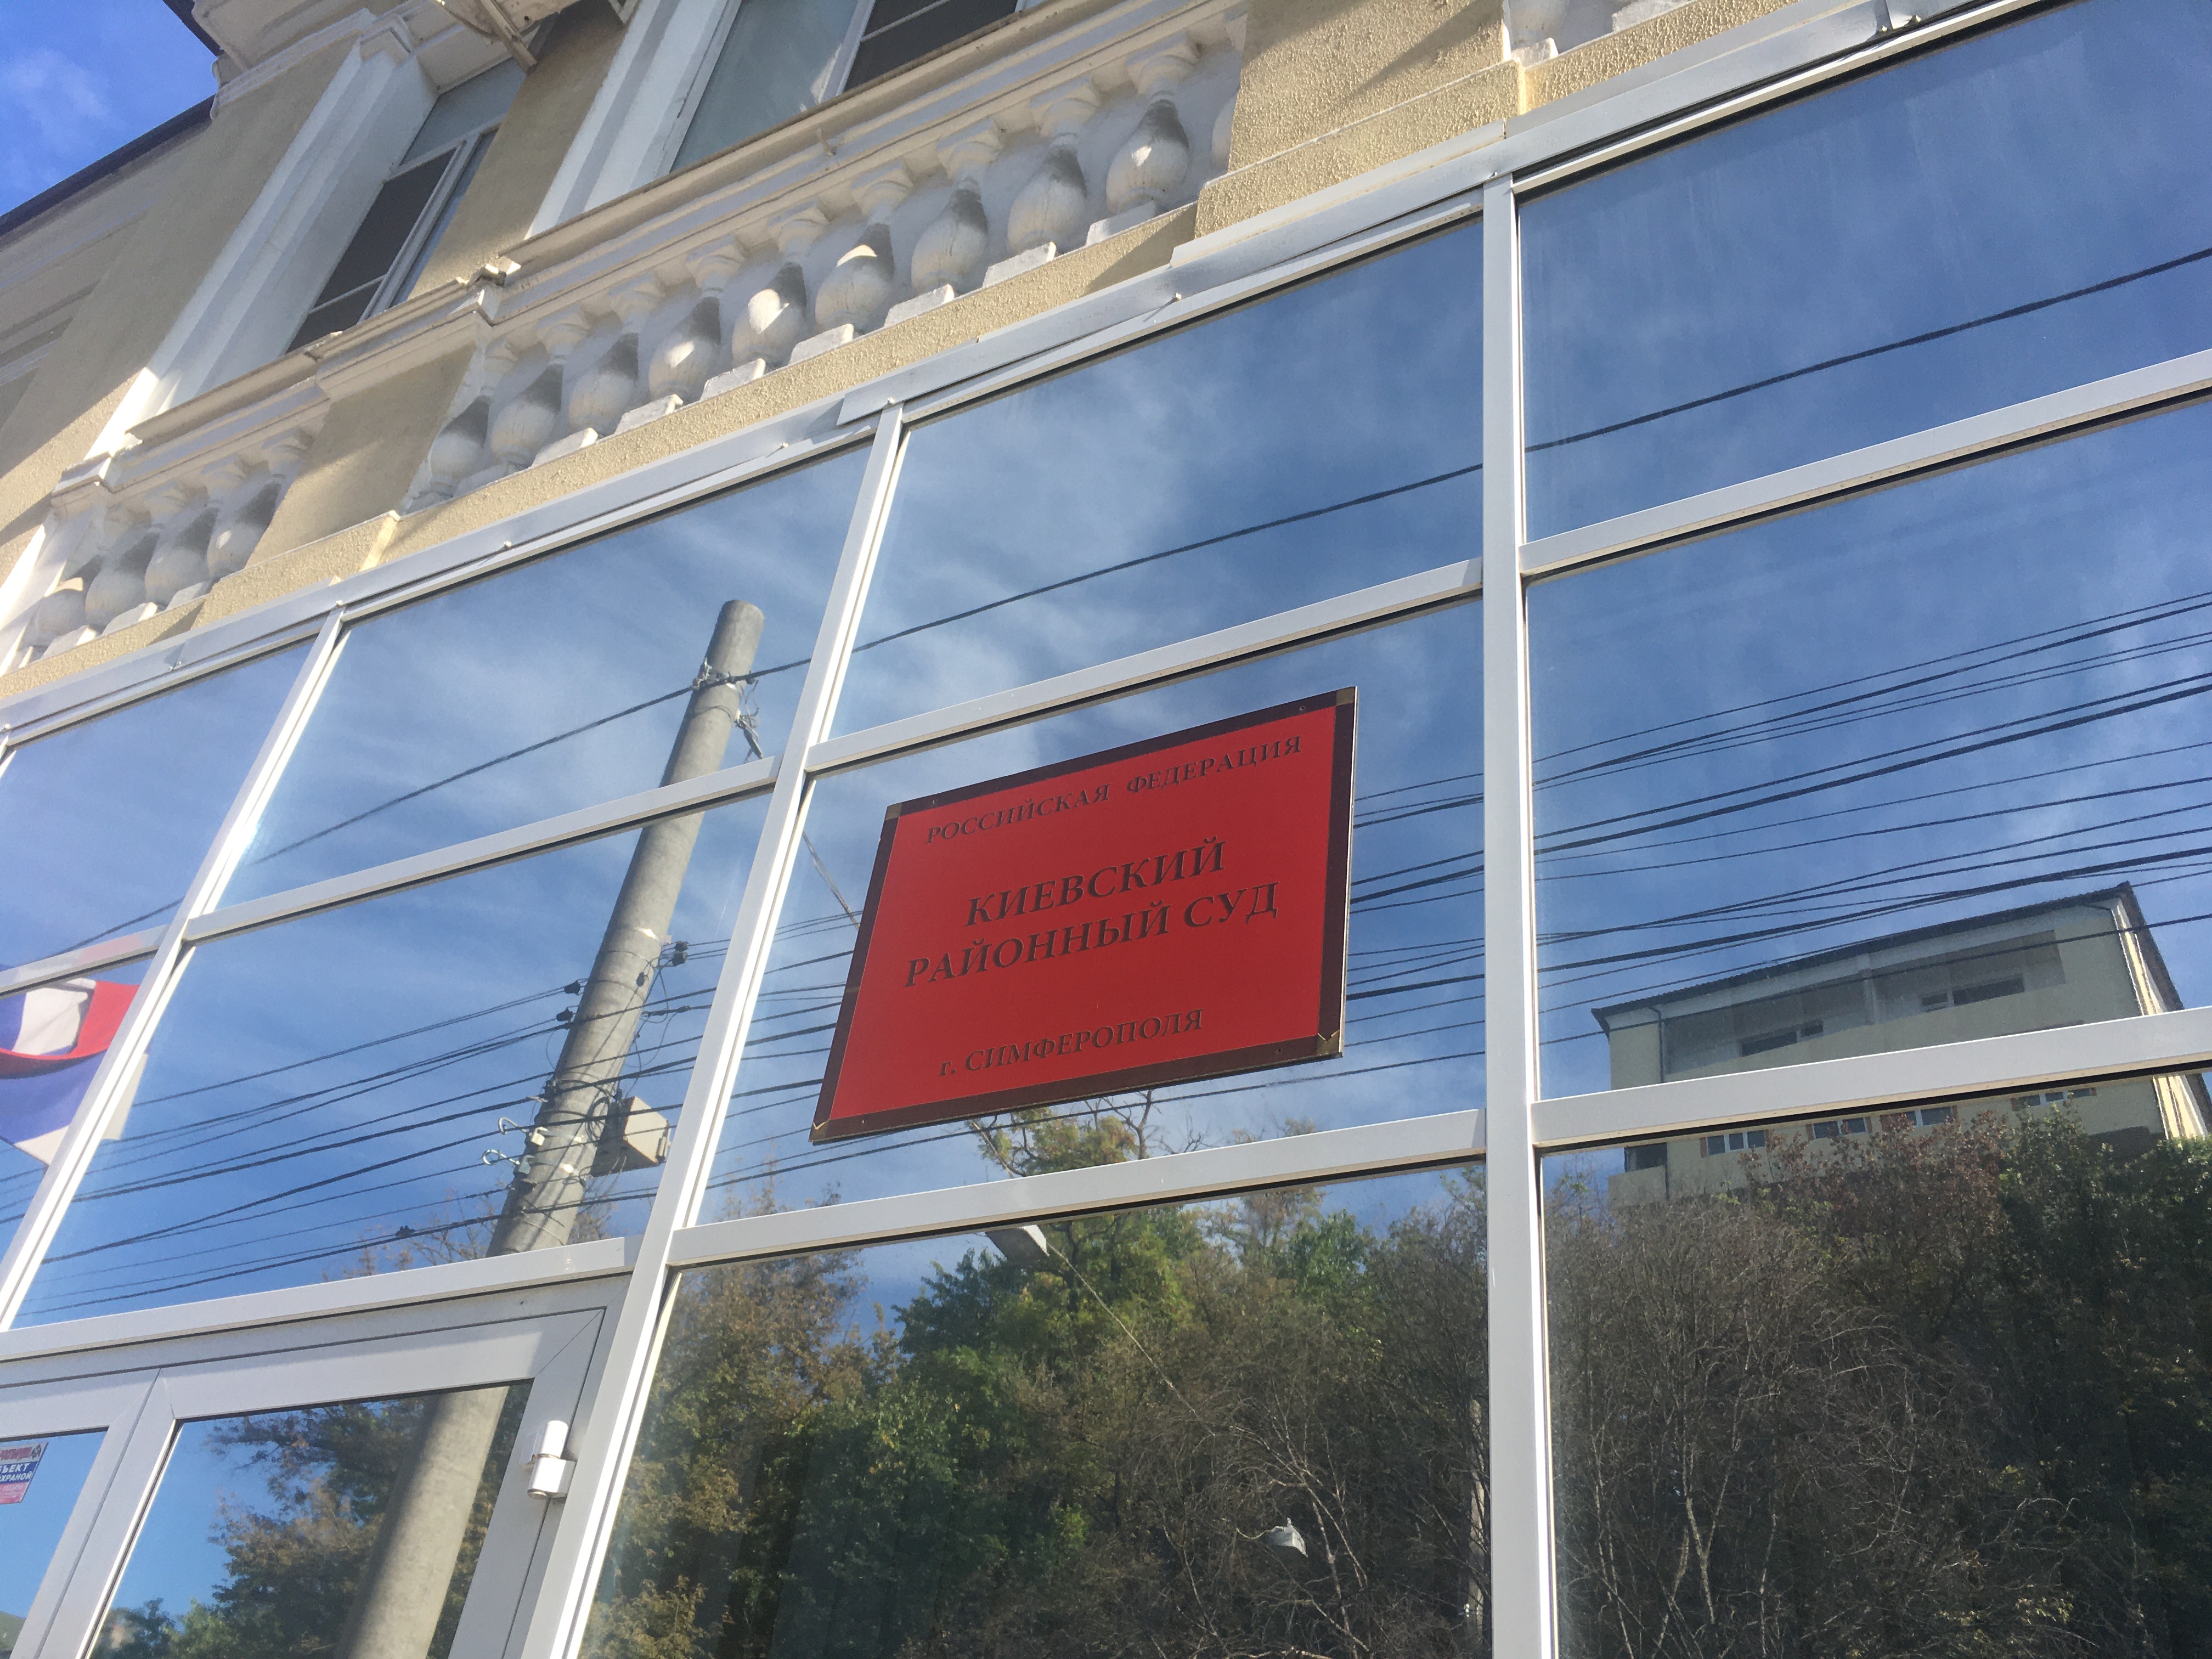 РОССИЙСКАЯ ФЕДЕРАЦИЯ
КИЕВСКИЙ
РАЙОННЫЙ СУД
г. СИМФЕРОПОЛЯ